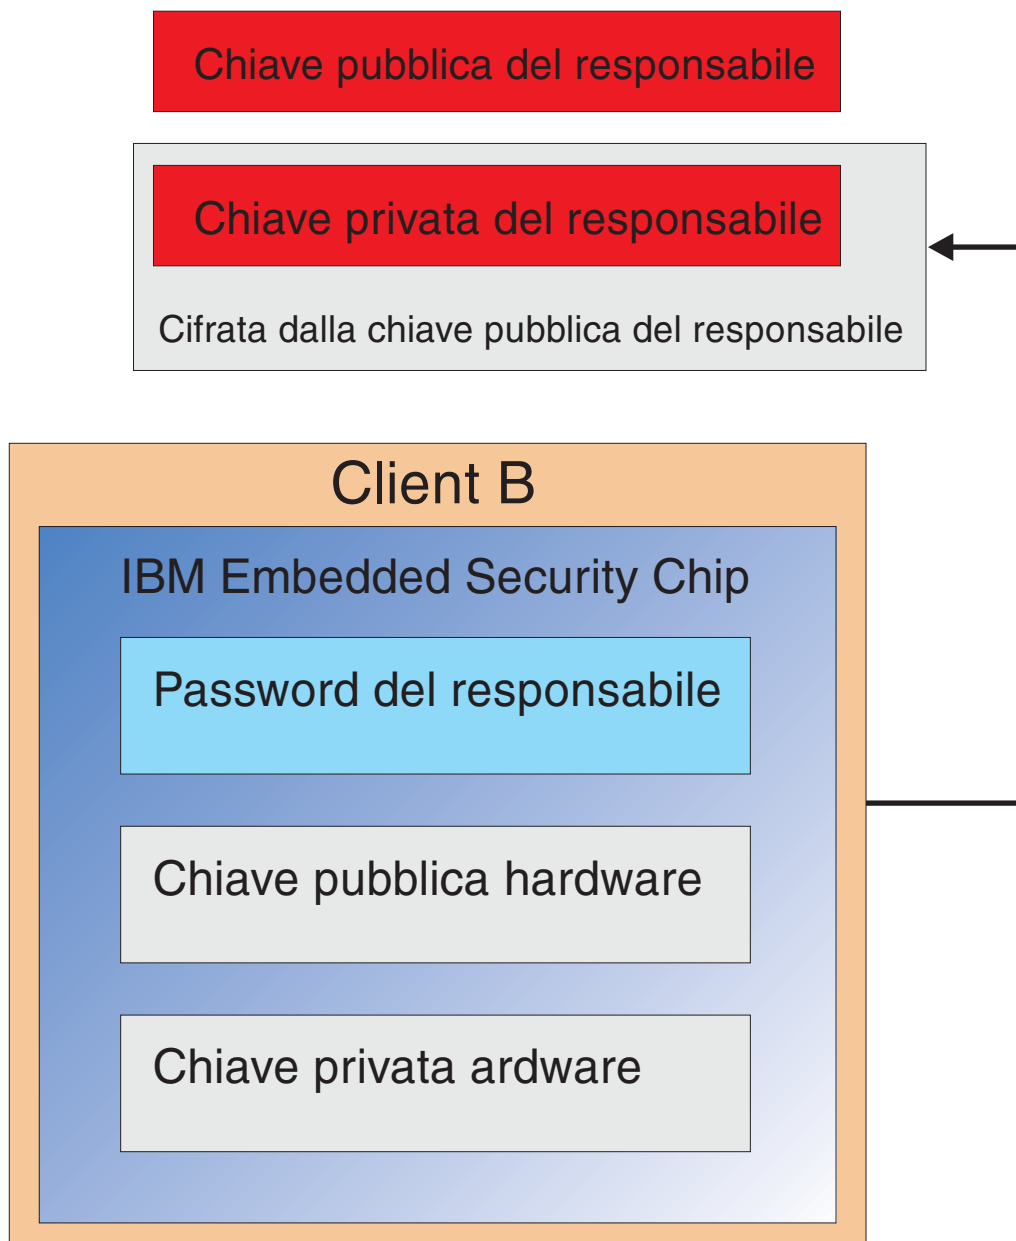 Chiave pubblica del responsabile
Chiave privata del responsabile
Cifrata dalla chiave pubblica del responsabile
Client B
IBM Embedded Security Chip
Password del responsabile
Chiave pubblica hardware
Chiave privata ardware